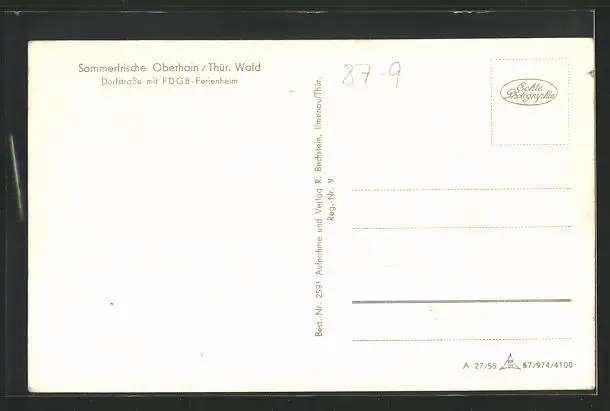 Sommerfrische Oberhain / Thür. Wald
Dorfstraße mit FDGB-Ferienheim
87-9
Echte
Photographie
Best.-Nr. 2591 Aufnahme und Verlag R. Bechstein, Ilmenau/Thür.
Reg.-Nr. 9
A 27/55 67/974/4100